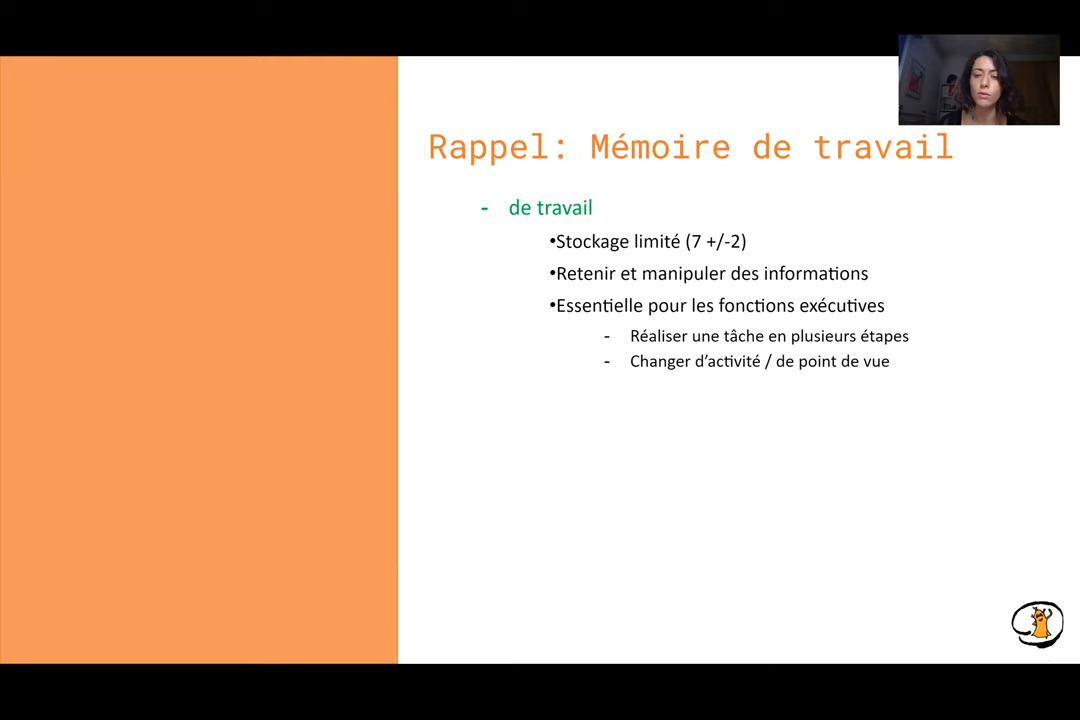 Rappel: Mémoire de travail
- de travail
•Stockage limité (7 +/-2)
•Retenir et manipuler des informations
•Essentielle pour les fonctions exécutives
- Réaliser une tâche en plusieurs étapes
- Changer d’activité / de point de vue